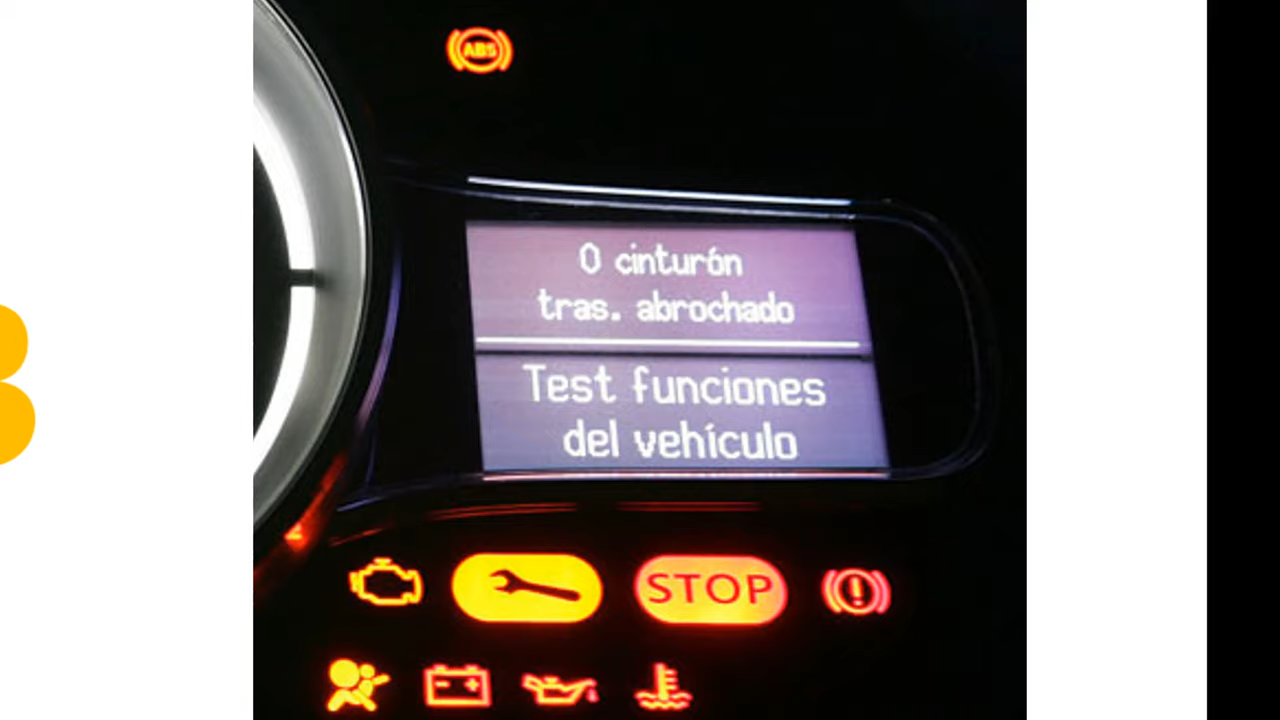 ABS
0 cinturón
tras. abrochado
Test funciones
del vehículo
STOP